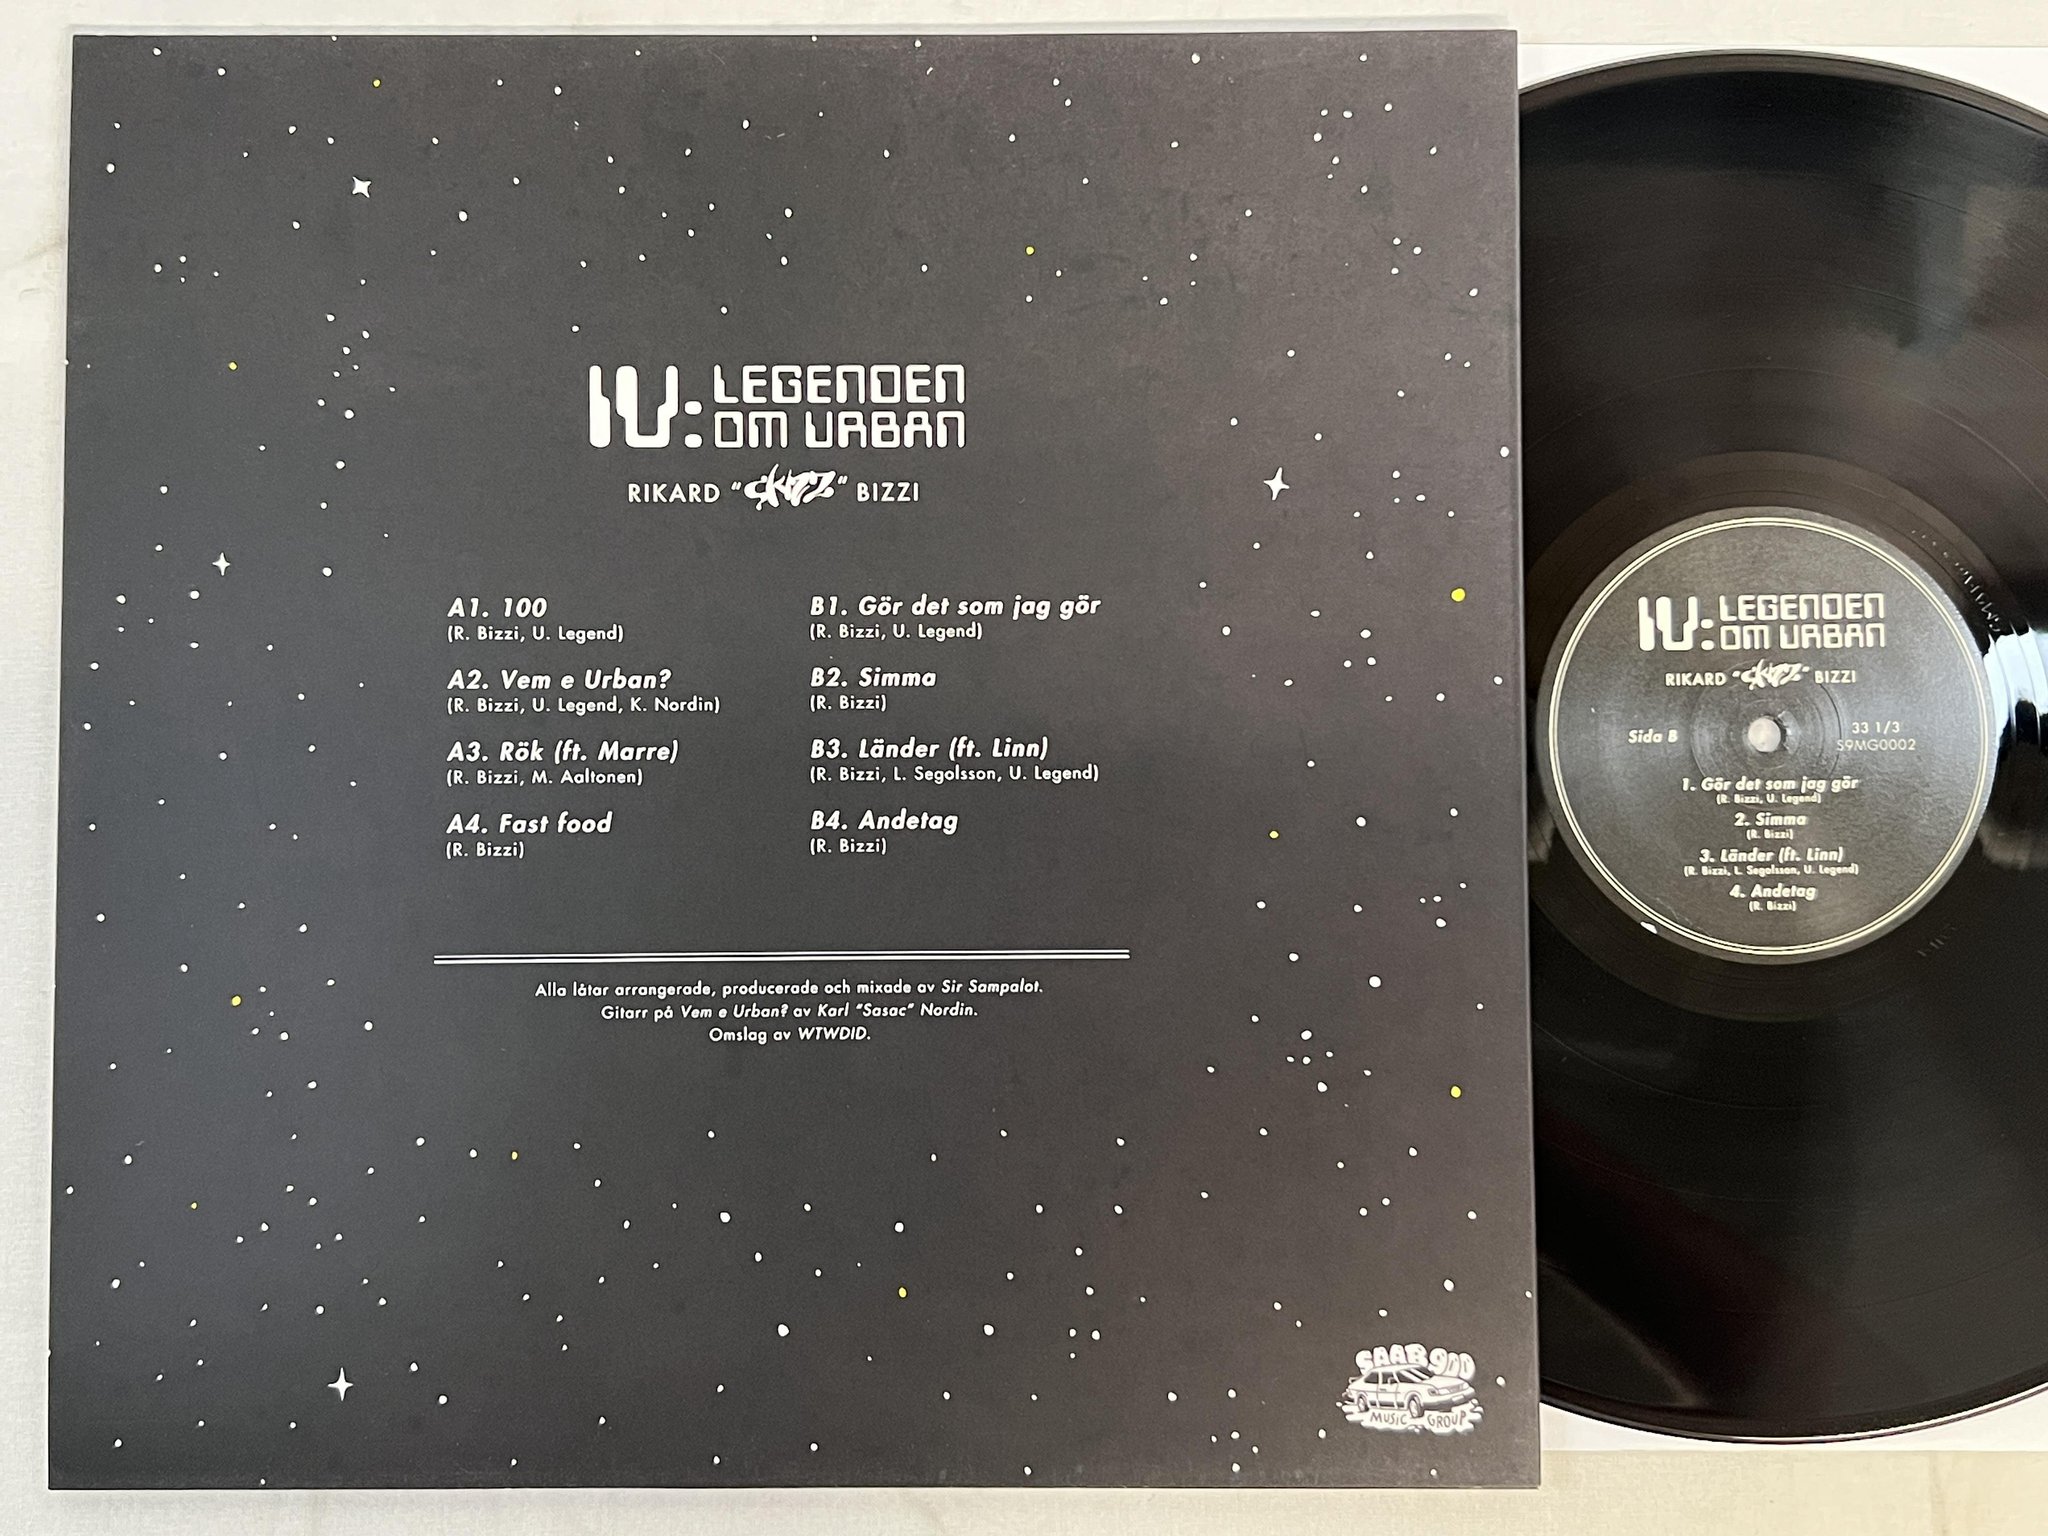 IV: LEGENDEN
OM URBAN
RIKARD "SKIZZ" BIZZI
A1. 100
(R. Bizzi, U. Legend)
A2. Vem e Urban?
(R. Bizzi, U. Legend, K. Nordin)
A3. Rök (ft. Marre)
(R. Bizzi, M. Aaltonen)
A4. Fast food
(R. Bizzi)
B1. Gör det som jag gör
(R. Bizzi, U. Legend)
B2. Simma
(R. Bizzi)
B3. Länder (ft. Linn)
(R. Bizzi, L. Segolsson, U. Legend)
B4. Andetag
(R. Bizzi)
Alla låtar arrangerade, producerade och mixade av Sir Sampalot.
Gitarr på Vem e Urban? av Karl "Sasac" Nordin.
Omslag av WTWDID.
SAAB 900
MUSIC GROUP
IV: LEGENDEN
OM URBAN
RIKARD "SKIZZ" BIZZI
Sida B
33 1/3
S9MG0002
1. Gör det som jag gör
(R. Bizzi, U. Legend)
2. Simma
(R. Bizzi)
3. Länder (ft. Linn)
(R. Bizzi, L. Segolsson, U. Legend)
4. Andetag
(R. Bizzi)